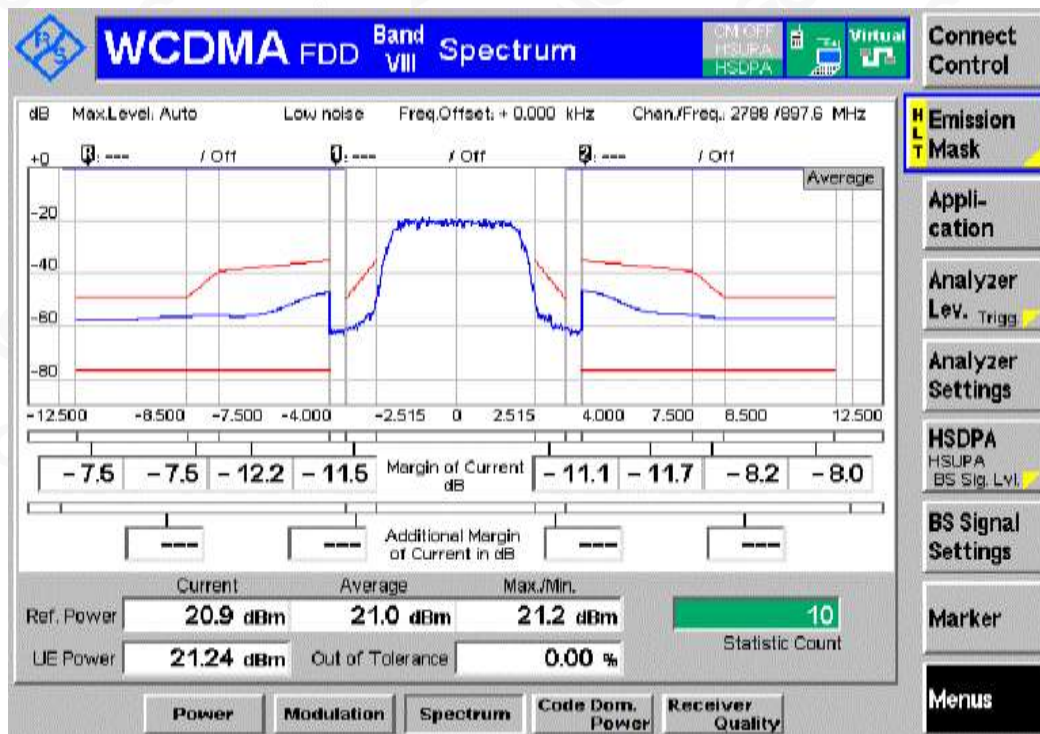 R&S
WCDMA FDD Band VIII Spectrum
CM OFF
HSUPA
HSDPA
Virtual
Connect Control
dB Max.Level: Auto Low noise Freq.Offset: + 0.000 kHz Chan./Freq.: 2788 /897.6 MHz
R: --- / Off 1: --- / Off 2: --- / Off
Average
+0
-20
-40
-60
-80
-12.500 -8.500 -7.500 -4.000 -2.515 0 2.515 4.000 7.500 8.500 12.500
-7.5 -7.5 -12.2 -11.5 Margin of Current dB -11.1 -11.7 -8.2 -8.0
--- --- Additional Margin of Current in dB --- ---
Current Average Max./Min.
Ref. Power 20.9 dBm 21.0 dBm 21.2 dBm
10
Statistic Count
UE Power 21.24 dBm Out of Tolerance 0.00 %
HLT
Emission Mask
Appli-
cation
Analyzer
Lev. Trigg.
Analyzer
Settings
HSDPA
HSUPA
BS Sig. Lvl.
BS Signal
Settings
Marker
Menus
Power Modulation Spectrum Code Dom. Power Receiver Quality